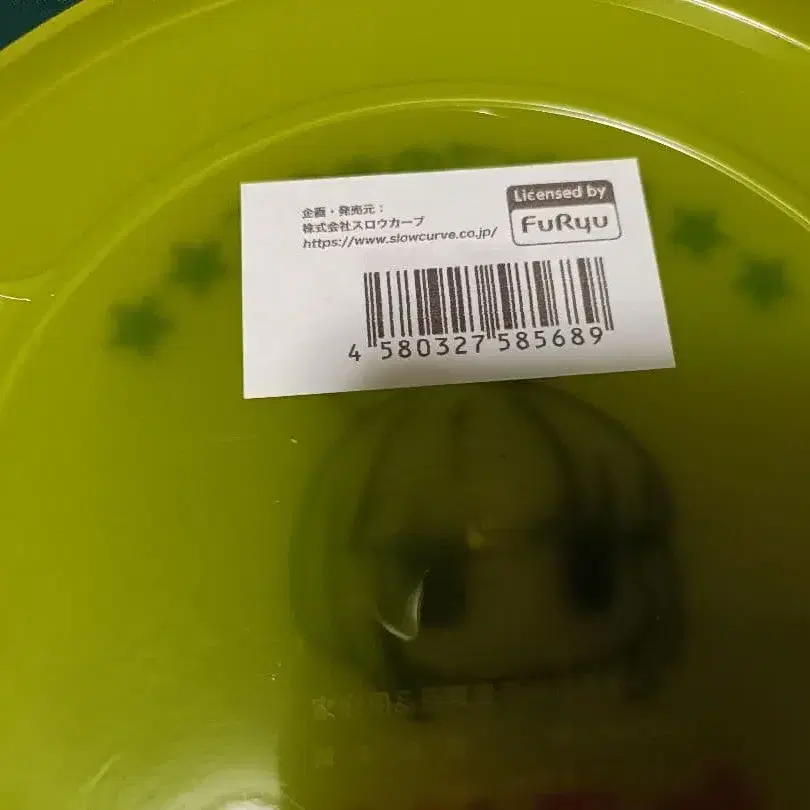 企画・発売元：
株式会社スロウカーブ
https://www.slowcurve.co.jp/
Licensed by
FuRyu
4 580327 585689